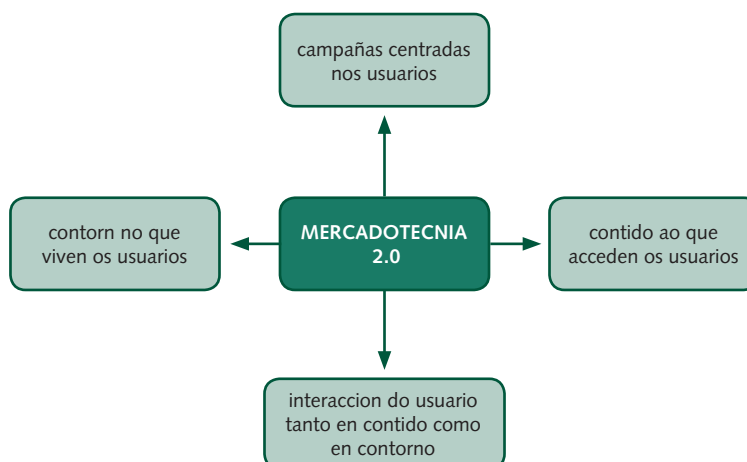 campañas centradas
nos usuarios
contorn no que
viven os usuarios
MERCADOTECNIA
2.0
contido ao que
acceden os usuarios
interaccion do usuario
tanto en contido como
en contorno